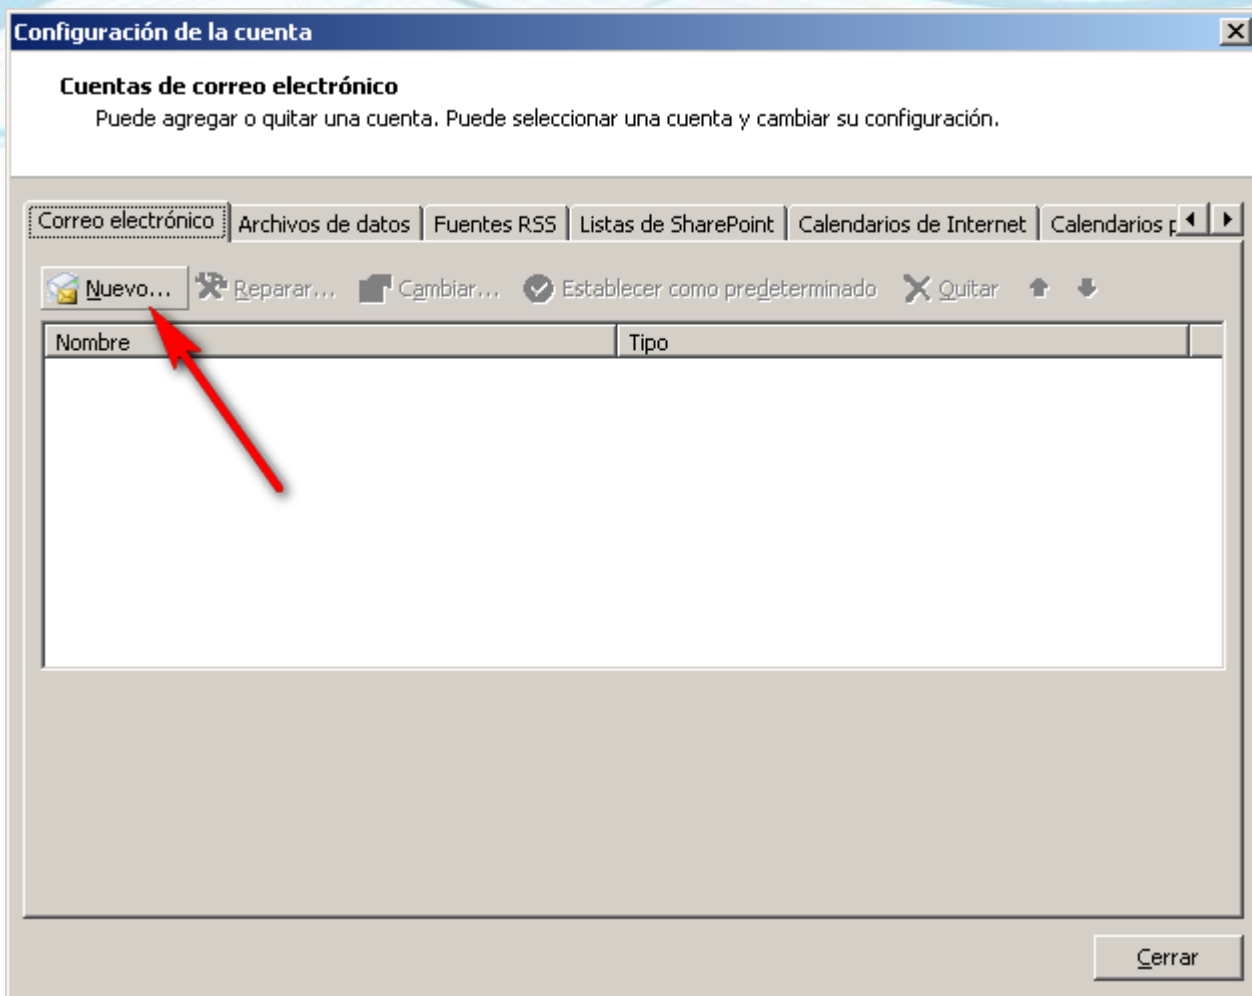 Configuración de la cuenta
Cuentas de correo electrónico
Puede agregar o quitar una cuenta. Puede seleccionar una cuenta y cambiar su configuración.
Correo electrónico Archivos de datos Fuentes RSS Listas de SharePoint Calendarios de Internet Calendarios
Nuevo... Reparar... Cambiar... Establecer como predeterminado Quitar
Nombre Tipo
Cerrar